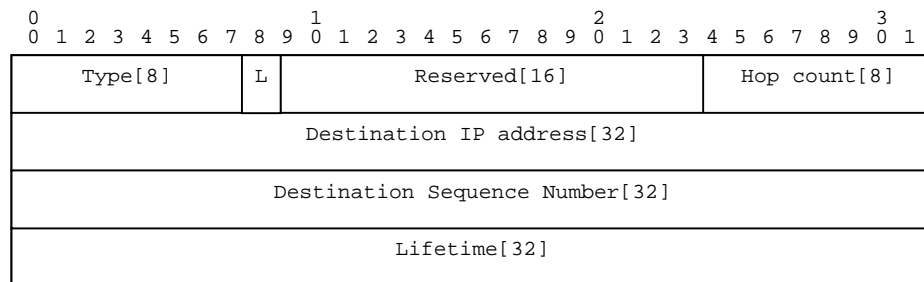 0 1 2 3
0 1 2 3 4 5 6 7 8 9 0 1 2 3 4 5 6 7 8 9 0 1 2 3 4 5 6 7 8 9 0 1
Type[8] L Reserved[16] Hop count[8]
Destination IP address[32]
Destination Sequence Number[32]
Lifetime[32]